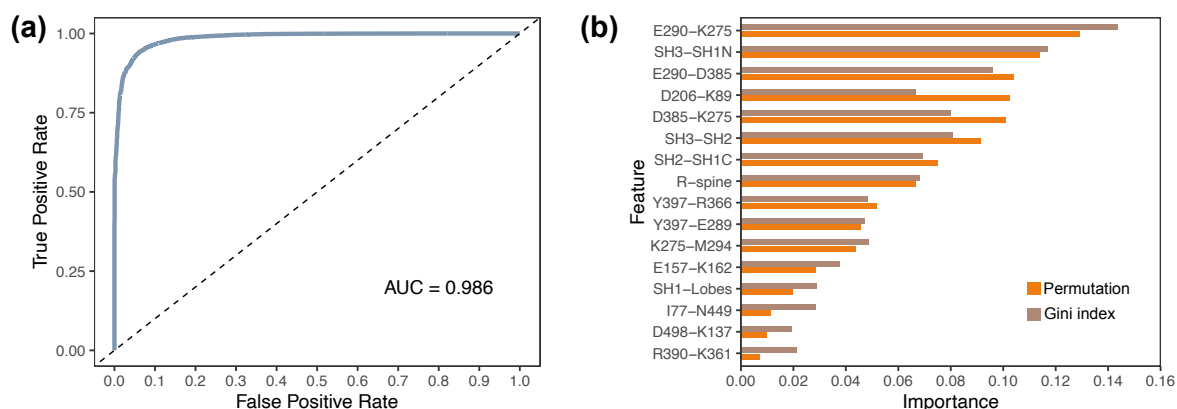 (a)
1.00
0.75
0.50
0.25
0.00
True Positive Rate
AUC = 0.986
0.0 0.1 0.2 0.3 0.4 0.5 0.6 0.7 0.8 0.9 1.0
False Positive Rate
(b)
Feature
E290−K275
SH3−SH1N
E290−D385
D206−K89
D385−K275
SH3−SH2
SH2−SH1C
R−spine
Y397−R366
Y397−E289
K275−M294
E157−K162
SH1−Lobes
I77−N449
D498−K137
R390−K361
Permutation
Gini index
0.00 0.02 0.04 0.06 0.08 0.10 0.12 0.14 0.16
Importance